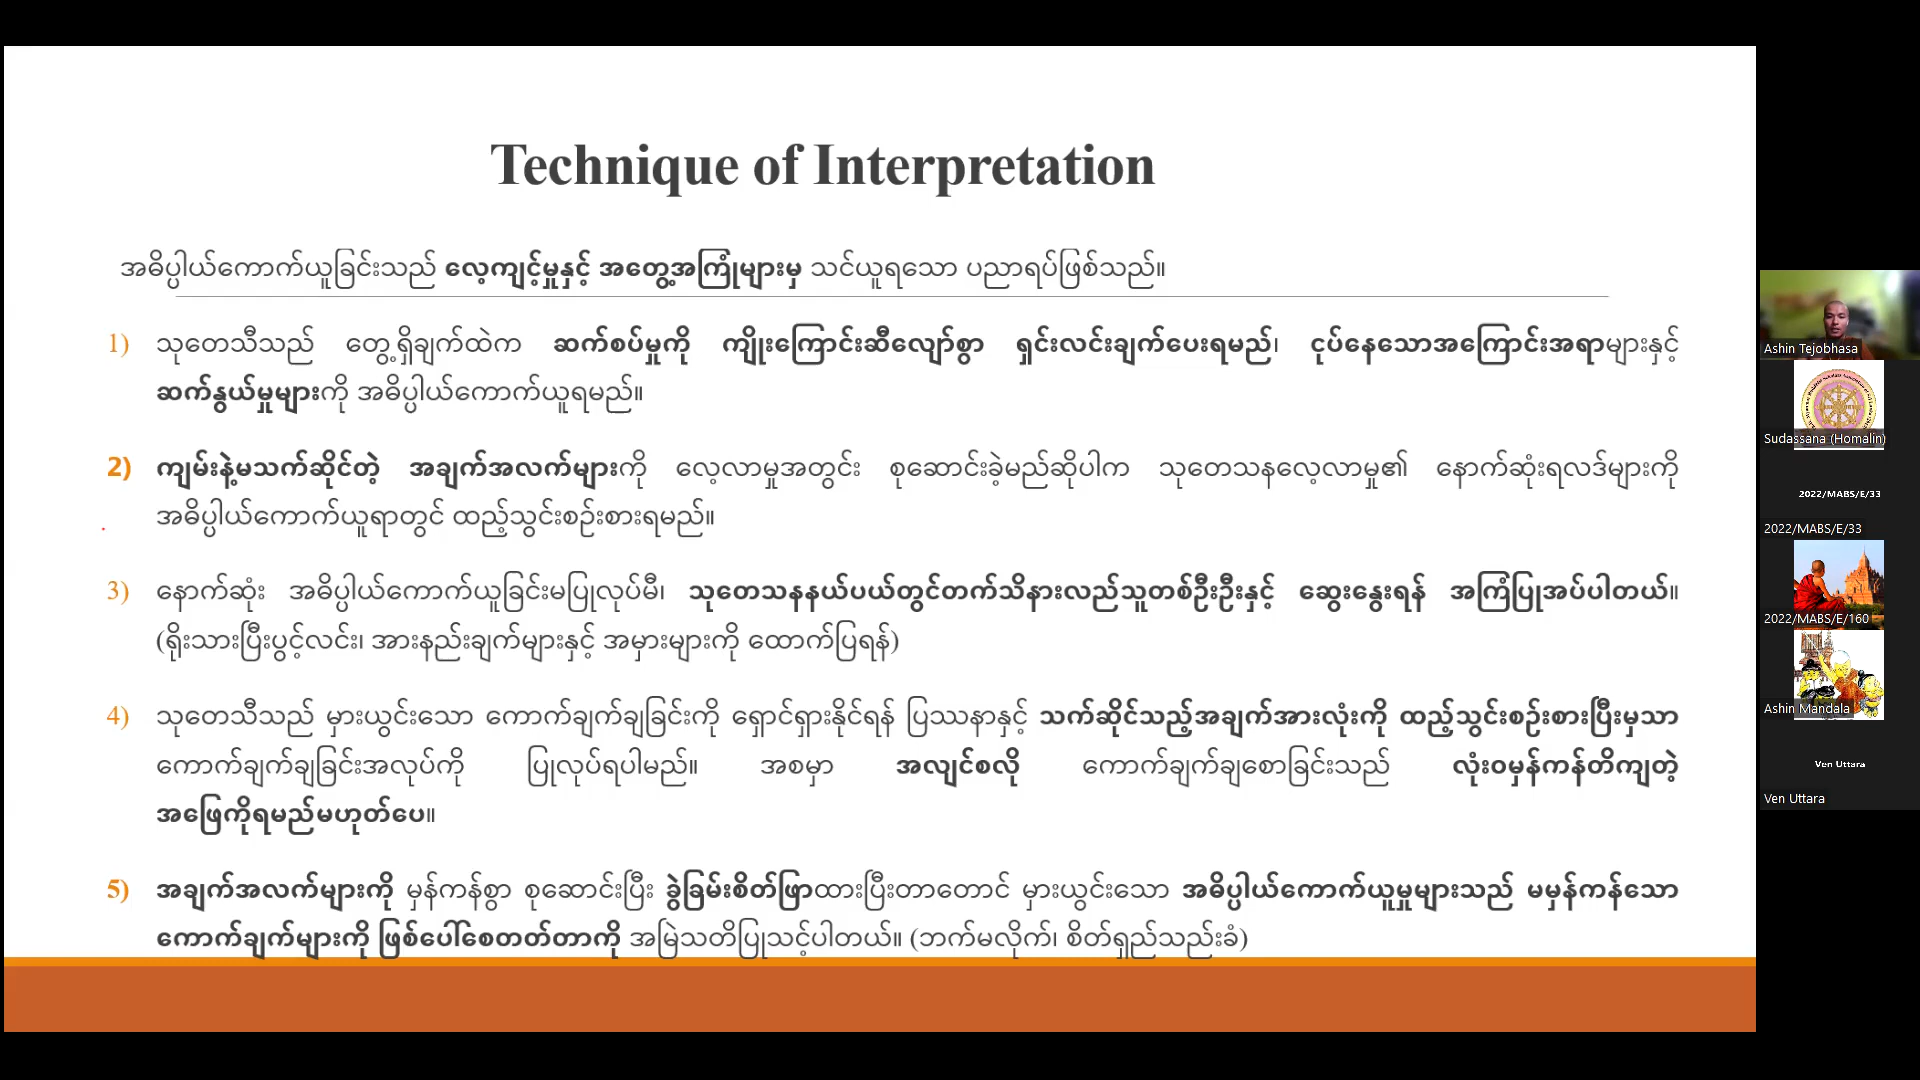 Technique of Interpretation
အဓိပ္ပါယ်ကောက်ယူခြင်းသည် လေ့ကျင့်မှုနှင့် အတွေ့အကြုံများမှ သင်ယူရသော ပညာရပ်ဖြစ်သည်။
1) သုတေသီသည် တွေ့ရှိချက်ထဲက ဆက်စပ်မှုကို ကျိုးကြောင်းဆီလျော်စွာ ရှင်းလင်းချက်ပေးရမည်၊ ငုပ်နေသောအကြောင်းအရာများနှင့်
ဆက်နွယ်မှုများကို အဓိပ္ပါယ်ကောက်ယူရမည်။
2) ကျမ်းနဲ့မသက်ဆိုင်တဲ့ အချက်အလက်များကို လေ့လာမှုအတွင်း စုဆောင်းခဲ့မည်ဆိုပါက သုတေသနလေ့လာမှု၏ နောက်ဆုံးရလဒ်များကို
အဓိပ္ပါယ်ကောက်ယူရာတွင် ထည့်သွင်းစဉ်းစားရမည်။
3) နောက်ဆုံး အဓိပ္ပါယ်ကောက်ယူခြင်းမပြုလုပ်မီ၊ သုတေသနနယ်ပယ်တွင်တက်သိနားလည်သူတစ်ဦးဦးနှင့် ဆွေးနွေးရန် အကြံပြုအပ်ပါတယ်။
(ရိုးသားပြီးပွင့်လင်း၊ အားနည်းချက်များနှင့် အမှားများကို ထောက်ပြရန်)
4) သုတေသီသည် မှားယွင်းသော ကောက်ချက်ချခြင်းကို ရှောင်ရှားနိုင်ရန် ပြဿနာနှင့် သက်ဆိုင်သည့်အချက်အားလုံးကို ထည့်သွင်းစဉ်းစားပြီးမှသာ
ကောက်ချက်ချခြင်းအလုပ်ကို ပြုလုပ်ရပါမည်။ အစမှာ အလျင်စလို ကောက်ချက်ချစောခြင်းသည် လုံးဝမှန်ကန်တိကျတဲ့
အဖြေကိုရမည်မဟုတ်ပေ။
5) အချက်အလက်များကို မှန်ကန်စွာ စုဆောင်းပြီး ခွဲခြမ်းစိတ်ဖြာထားပြီးတာတောင် မှားယွင်းသော အဓိပ္ပါယ်ကောက်ယူမှုများသည် မမှန်ကန်သော
ကောက်ချက်များကို ဖြစ်ပေါ်စေတတ်တာကို အမြဲသတိပြုသင့်ပါတယ်။ (ဘက်မလိုက်၊ စိတ်ရှည်သည်းခံ)
Ashin Tejobhasa
Sudassana (Homalin)
2022/MABS/E/33
2022/MABS/E/33
2022/MABS/E/160
Ashin Mandala
Ven Uttara
Ven Uttara